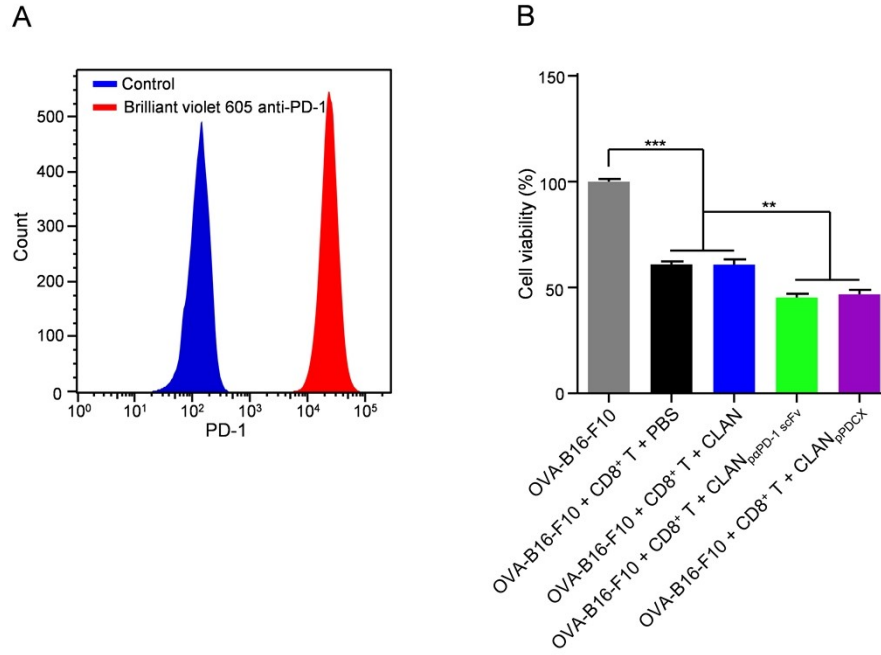 A
Control
Brilliant violet 605 anti-PD-1
500
400
300
200
100
0
Count
10⁰ 10¹ 10² 10³ 10⁴ 10⁵
PD-1
B
150
100
50
0
Cell viability (%)
***
**
OVA-B16-F10
OVA-B16-F10 + CD8⁺ T + PBS
OVA-B16-F10 + CD8⁺ T + CLAN
OVA-B16-F10 + CD8⁺ T + CLANpαPD-1 scFv
OVA-B16-F10 + CD8⁺ T + CLANpPDCX